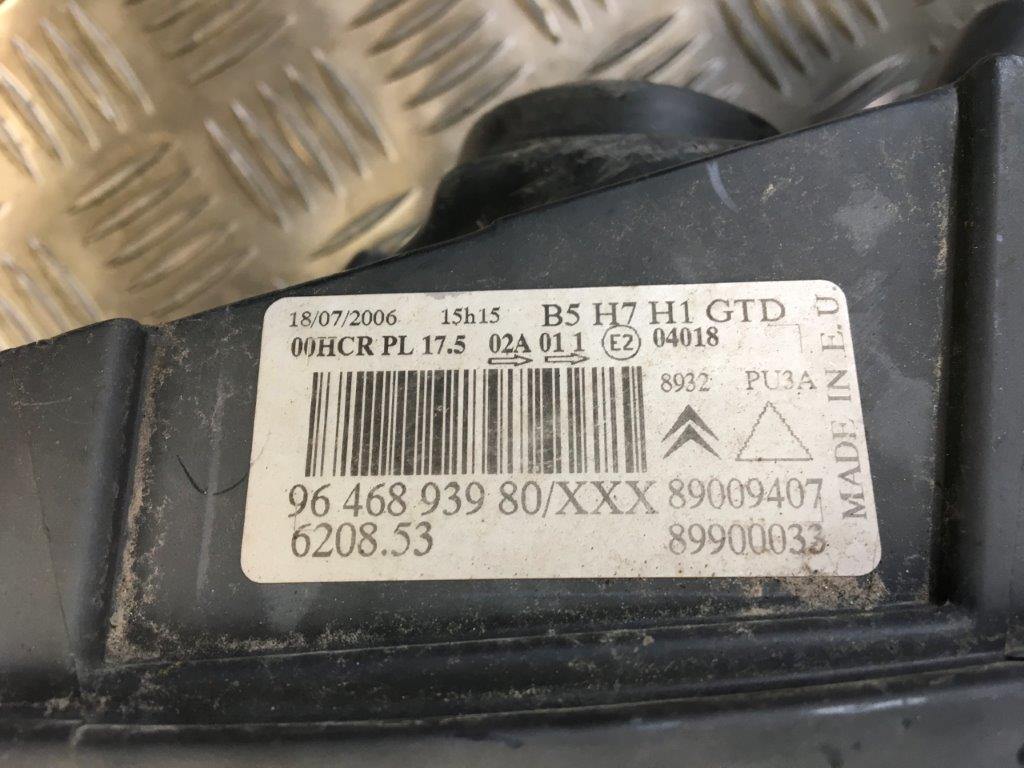 18/07/2006 15h15 B5 H7 H1 GTD
00HCR PL 17.5 02A 01 1 E2 04018
8932 PU3A
96 468 939 80/XXX 89009407
6208.53 89900033
MADE IN E.U.